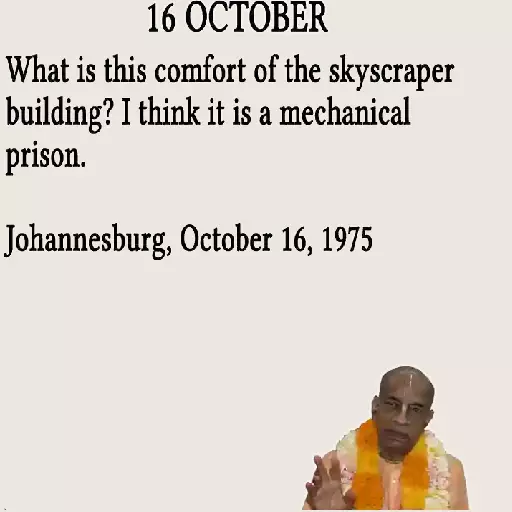 16 OCTOBER
What is this comfort of the skyscraper
building? I think it is a mechanical
prison.
Johannesburg, October 16, 1975